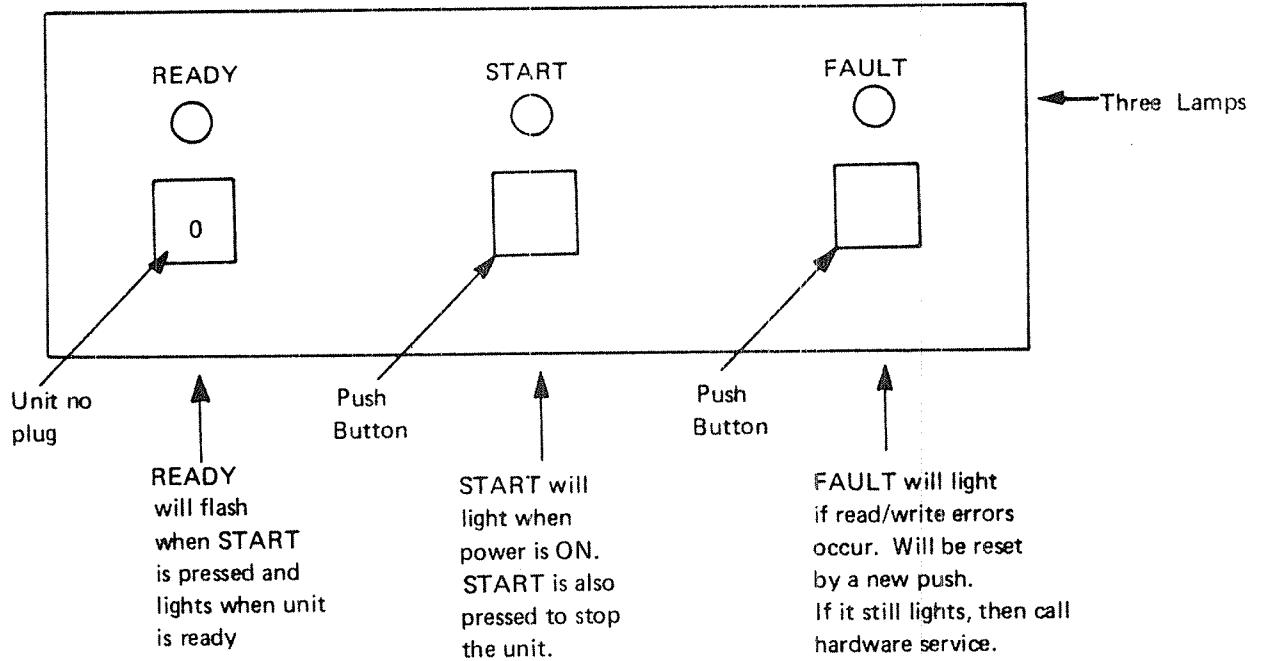 READY
START
FAULT
Three Lamps
0
Unit no
plug
Push
Button
Push
Button
READY
will flash
when START
is pressed and
lights when unit
is ready
START will
light when
power is ON.
START is also
pressed to stop
the unit.
FAULT will light
if read/write errors
occur. Will be reset
by a new push.
If it still lights, then call
hardware service.